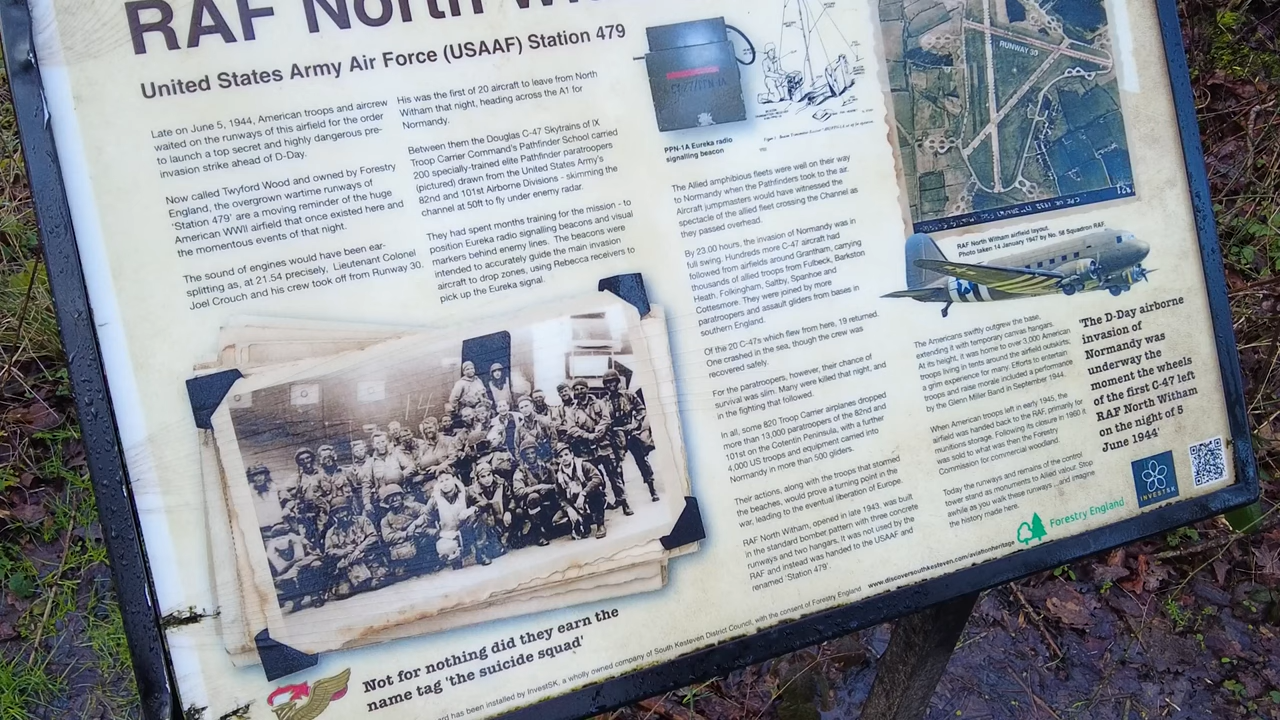 RAF North Wi
United States Army Air Force (USAAF) Station 479
Late on June 5, 1944, American troops and aircrew
waited on the runways of this airfield for the order
to launch a top secret and highly dangerous pre-
invasion strike ahead of D-Day.
Now called Twyford Wood and owned by Forestry
England, the overgrown wartime runways of
'Station 479' are a moving reminder of the huge
American WWII airfield that once existed here and
the momentous events of that night.
The sound of engines would have been ear-
splitting as, at 21.54 precisely, Lieutenant Colonel
Joel Crouch and his crew took off from Runway 30.
His was the first of 20 aircraft to leave from North
Witham that night, heading across the A1 for
Normandy.
Between them the Douglas C-47 Skytrains of IX
Troop Carrier Command's Pathfinder School carried
200 specially-trained elite Pathfinder paratroopers
(pictured) drawn from the United States Army's
82nd and 101st Airborne Divisions - skimming the
channel at 50ft to fly under enemy radar.
They had spent months training for the mission - to
position Eureka radio signalling beacons and visual
markers behind enemy lines. The beacons were
intended to accurately guide the main invasion
aircraft to drop zones, using Rebecca receivers to
pick up the Eureka signal.
Not for nothing did they earn the
name tag 'the suicide squad'
PPN-1A Eureka radio
signalling beacon
The Allied amphibious fleets were well on their way
to Normandy when the Pathfinders took to the air.
Aircraft jumpmasters would have witnessed the
spectacle of the allied fleet crossing the Channel as
they passed overhead.
By 23.00 hours, the invasion of Normandy was in
full swing. Hundreds more C-47 aircraft had
followed from airfields around Grantham, carrying
thousands of allied troops from Fulbeck, Barkston
Heath, Folkingham, Saltby, Spanhoe and
Cottesmore. They were joined by more
paratroopers and assault gliders from bases in
southern England.
Of the 20 C-47s which flew from here, 19 returned.
One crashed in the sea, though the crew was
recovered safely.
For the paratroopers, however, their chance of
survival was slim. Many were killed that night, and
in the fighting that followed.
In all, some 820 Troop Carrier airplanes dropped
more than 13,000 paratroopers of the 82nd and
101st on the Cotentin Peninsula, with a further
4,000 US troops and equipment carried into
Normandy in more than 500 gliders.
Their actions, along with the troops that stormed
the beaches, would prove a turning point in the
war, leading to the eventual liberation of Europe.
RAF North Witham, opened in late 1943, was built
in the standard bomber pattern with three concrete
runways and two hangars. It was not used by the
RAF and instead was handed to the USAAF and
renamed 'Station 479'.
RUNWAY 30
RAF North Witham airfield layout.
Photo taken 14 January 1947 by No. 58 Squadron RAF.
The Americans swiftly outgrew the base,
extending it with temporary canvas hangars.
At its height, it was home to over 3,000 American
troops living in tents around the airfield outskirts;
a grim experience for many. Efforts to entertain
troops and raise morale included a performance
by the Glenn Miller Band in September 1944.
When American troops left in early 1945, the
airfield was handed back to the RAF, primarily for
munitions storage. Following its closure in 1960 it
was sold to what was then the Forestry
Commission for commercial woodland.
Today the runways and remains of the control
tower stand as monuments to Allied valour. Stop
awhile as you walk these runways ...and imagine
the history made here.
'The D-Day airborne
invasion of
Normandy was
underway the
moment the wheels
of the first C-47 left
RAF North Witham
on the night of 5
June 1944'
INVESTSK
Forestry England
ard has been installed by InvestSK, a wholly owned company of South Kesteven District Council, with the consent of Forestry England
www.discoversouthkesteven.com/aviationheritage